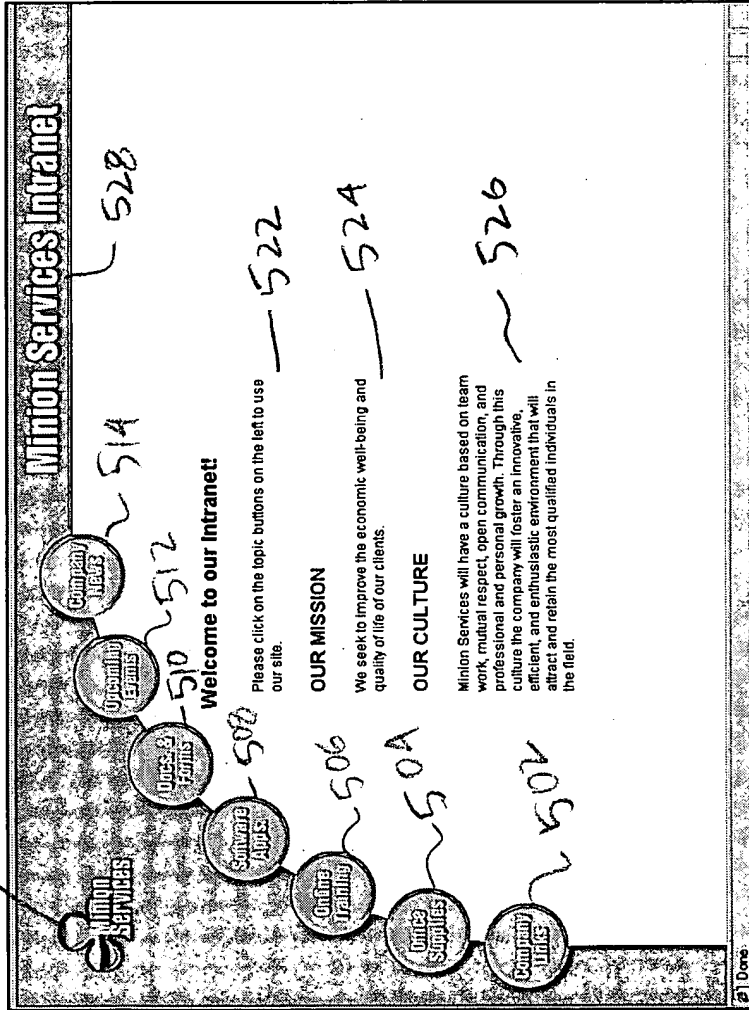 Minion Services Intranet
528
Minion
Services
Company
News
514
Upcoming
Events
512
Docs. &
Forms
510
Software
Apps.
508
Online
Training
506
Office
Supplies
504
Company
Links
502
Welcome to our Intranet!
Please click on the topic buttons on the left to use
our site.
522
OUR MISSION
We seek to improve the economic well-being and
quality of life of our clients.
524
OUR CULTURE
Minion Services will have a culture based on team
work, mutual respect, open communication, and
professional and personal growth. Through this
culture the company will foster an innovative,
efficient, and enthusiastic environment that will
attract and retain the most qualified individuals in
the field.
526
Done